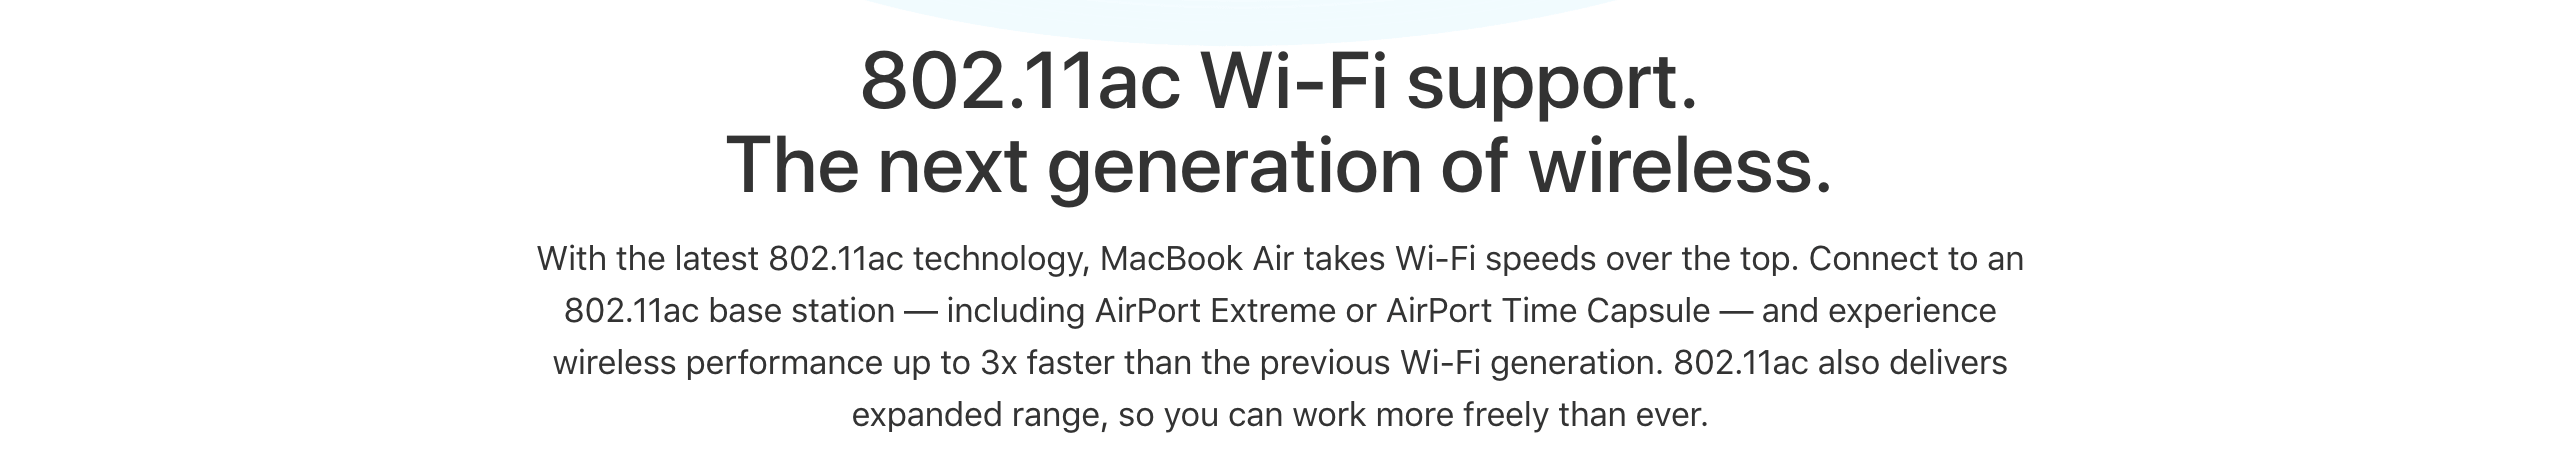 802.11ac Wi-Fi support.
The next generation of wireless.
With the latest 802.11ac technology, MacBook Air takes Wi-Fi speeds over the top. Connect to an
802.11ac base station — including AirPort Extreme or AirPort Time Capsule — and experience
wireless performance up to 3x faster than the previous Wi-Fi generation. 802.11ac also delivers
expanded range, so you can work more freely than ever.